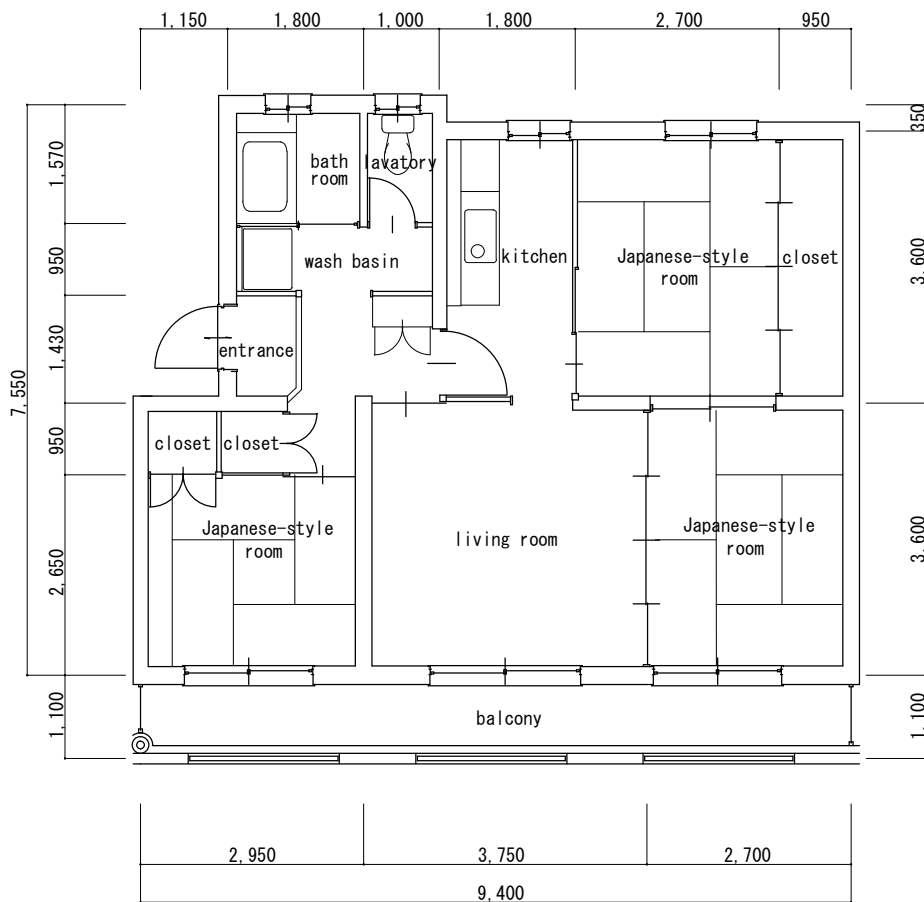 1,150 1,800 1,000 1,800 2,700 950
350
1,570
bath
room
lavatory
950
wash basin
kitchen
Japanese-style
room
closet
3,600
1,430
entrance
7,550
950
closet
closet
Japanese-style
room
living room
Japanese-style
room
3,600
2,650
1,100
balcony
1,100
2,950 3,750 2,700
9,400